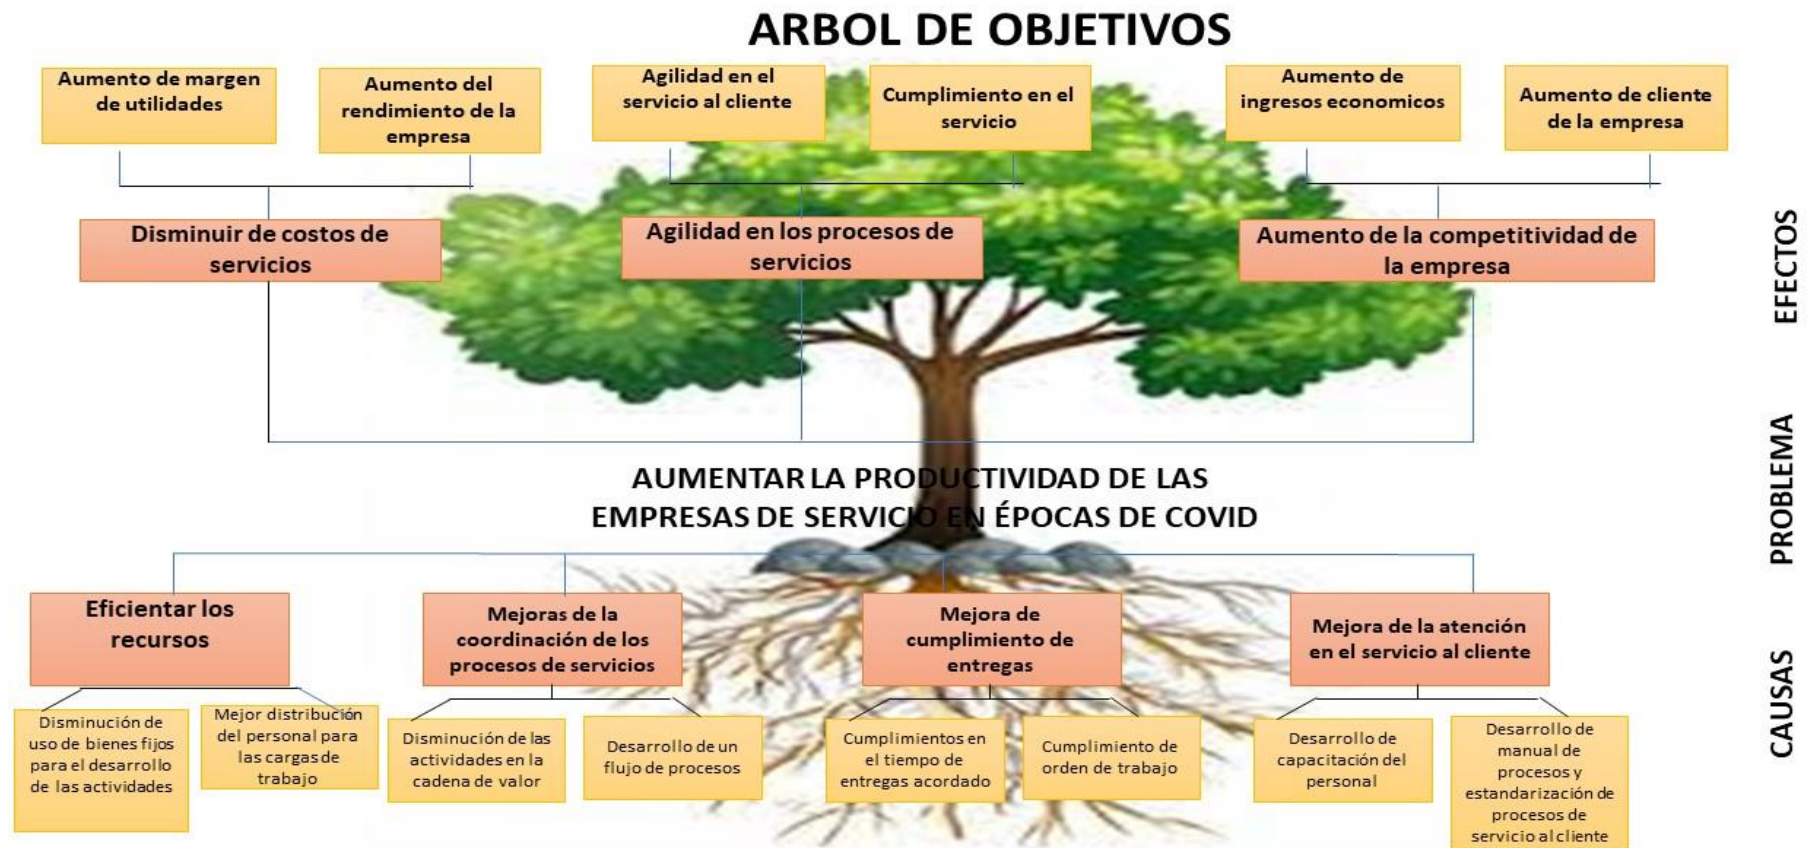 ARBOL DE OBJETIVOS
Aumento de margen
de utilidades
Aumento del
rendimiento de la
empresa
Agilidad en el
servicio al cliente
Cumplimiento en el
servicio
Aumento de
ingresos economicos
Aumento de cliente
de la empresa
Disminuir de costos de
servicios
Agilidad en los procesos de
servicios
Aumento de la competitividad de
la empresa
EFECTOS
AUMENTAR LA PRODUCTIVIDAD DE LAS
EMPRESAS DE SERVICIO EN ÉPOCAS DE COVID
PROBLEMA
Eficientar los
recursos
Mejoras de la
coordinación de los
procesos de servicios
Mejora de
cumplimiento de
entregas
Mejora de la atención
en el servicio al cliente
CAUSAS
Disminución de
uso de bienes fijos
para el desarrollo
de las actividades
Mejor distribución
del personal para
las cargas de
trabajo
Disminución de las
actividades en la
cadena de valor
Desarrollo de un
flujo de procesos
Cumplimientos en
el tiempo de
entregas acordado
Cumplimiento de
orden de trabajo
Desarrollo de
capacitación del
personal
Desarrollo de
manual de
procesos y
estandarización de
procesos de
servicio al cliente